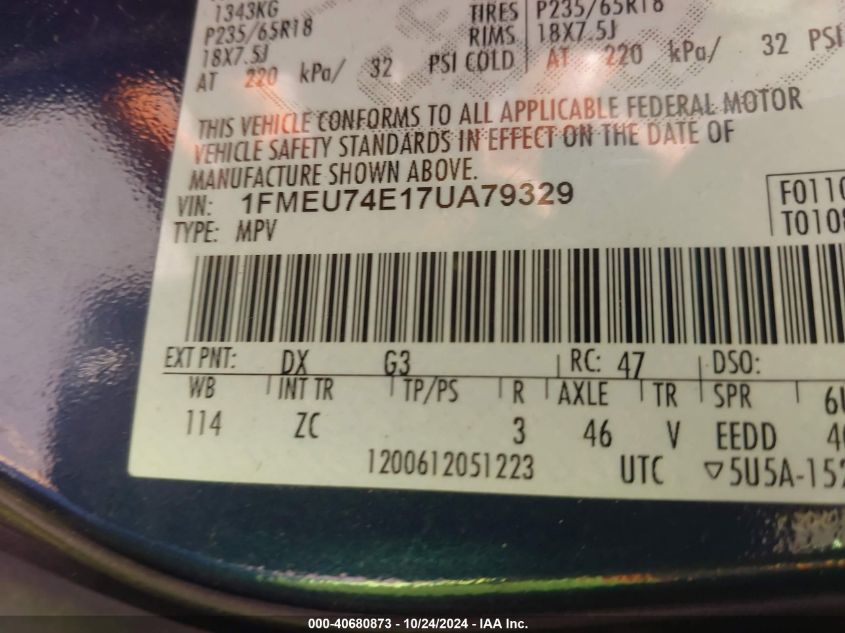 1343KG TIRES P235/65R18
P235/65R18 RIMS 18X7.5J
18X7.5J PSI COLD
AT 220 kPa/ 32 AT 220 kPa/ 32 PSI
THIS VEHICLE CONFORMS TO ALL APPLICABLE FEDERAL MOTOR
VEHICLE SAFETY STANDARDS IN EFFECT ON THE DATE OF
MANUFACTURE SHOWN ABOVE.
VIN: 1FMEU74E17UA79329 F0110
TYPE: MPV T0108
EXT PNT: DX G3 RC: 47 DSO:
WB INT TR TP/PS R AXLE TR SPR 6U
114 ZC 3 46 V EEDD
1200612051223 UTC ▽5U5A-152
000-40680873 - 10/24/2024 - IAA Inc.